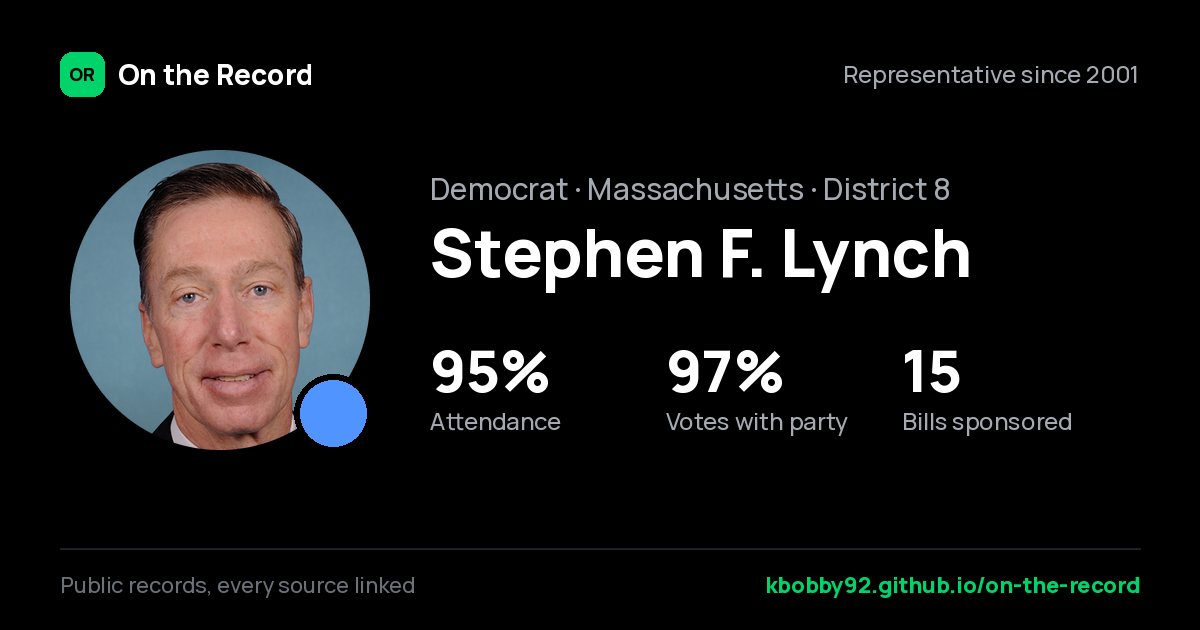 OR On the Record
Representative since 2001
Democrat · Massachusetts · District 8
Stephen F. Lynch
95% 97% 15
Attendance Votes with party Bills sponsored
Public records, every source linked
kbobby92.github.io/on-the-record